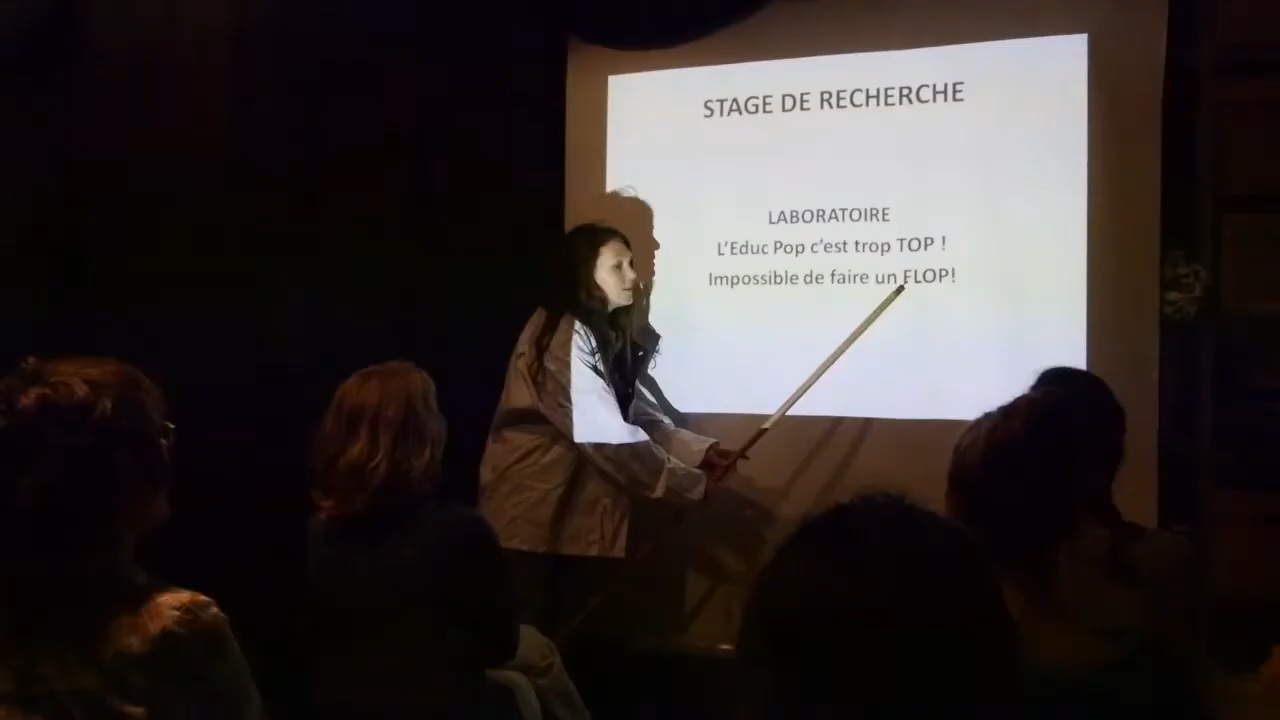 STAGE DE RECHERCHE
LABORATOIRE
L'Educ Pop c'est trop TOP !
Impossible de faire un FLOP!